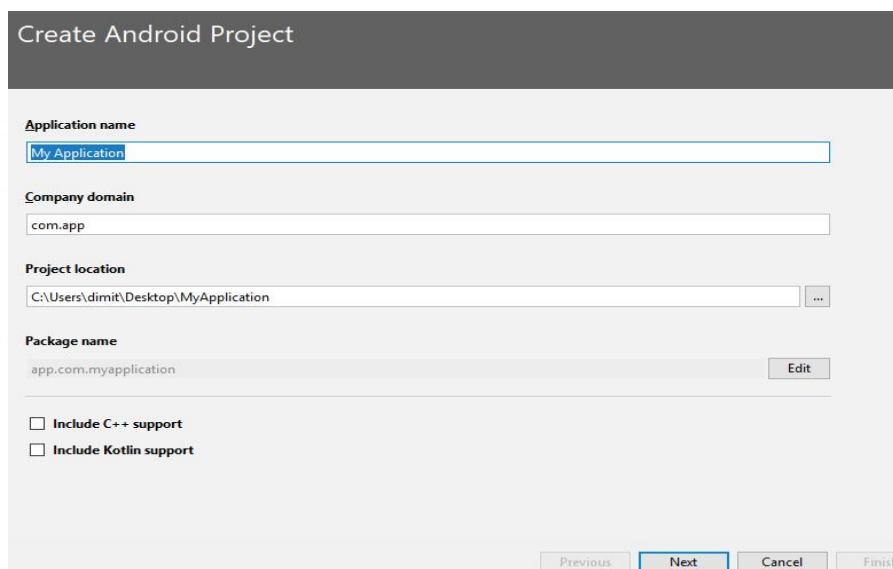 Create Android Project
Application name
My Application
Company domain
com.app
Project location
C:\Users\dimit\Desktop\MyApplication
...
Package name
app.com.myapplication
Edit
Include C++ support
Include Kotlin support
Previous
Next
Cancel
Finis